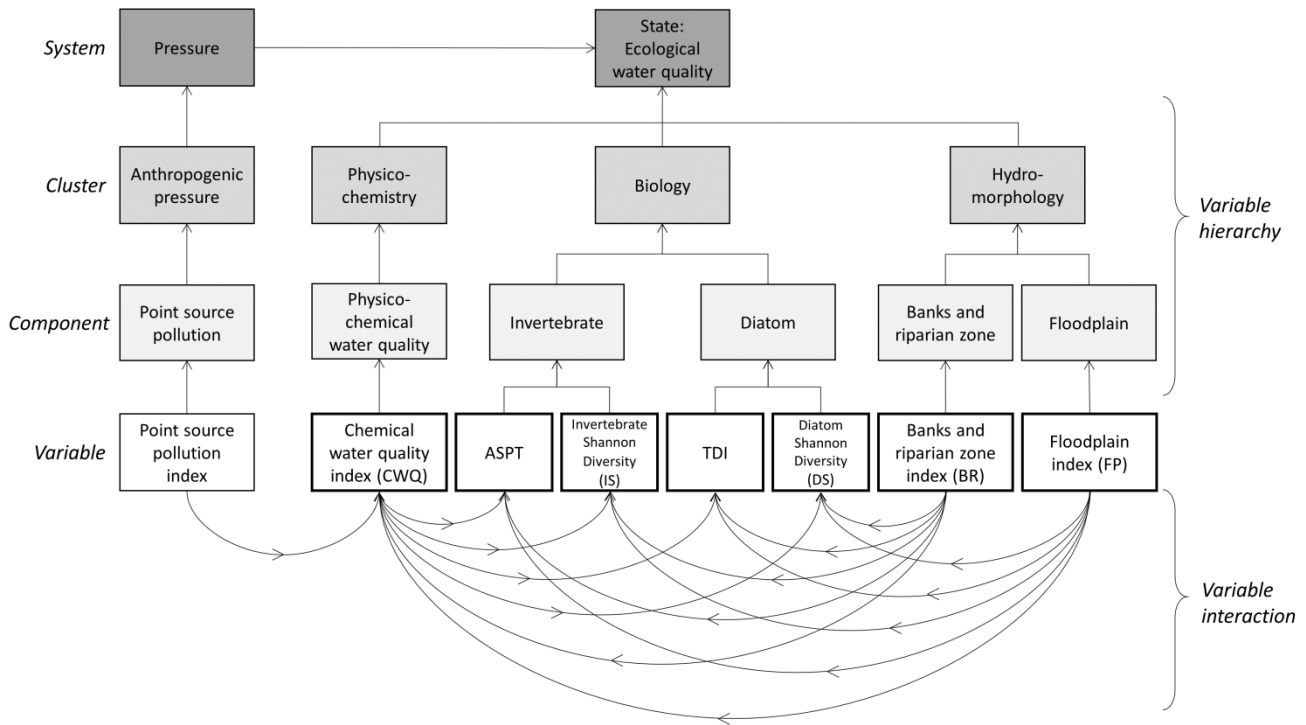 System
Pressure
State:
Ecological
water quality
Cluster
Anthropogenic
pressure
Physico-
chemistry
Biology
Hydro-
morphology
Variable
hierarchy
Component
Point source
pollution
Physico-
chemical
water quality
Invertebrate
Diatom
Banks and
riparian zone
Floodplain
Variable
Point source
pollution
index
Chemical
water quality
index (CWQ)
ASPT
Invertebrate
Shannon
Diversity
(IS)
TDI
Diatom
Shannon
Diversity
(DS)
Banks and
riparian zone
index (BR)
Floodplain
index (FP)
Variable
interaction